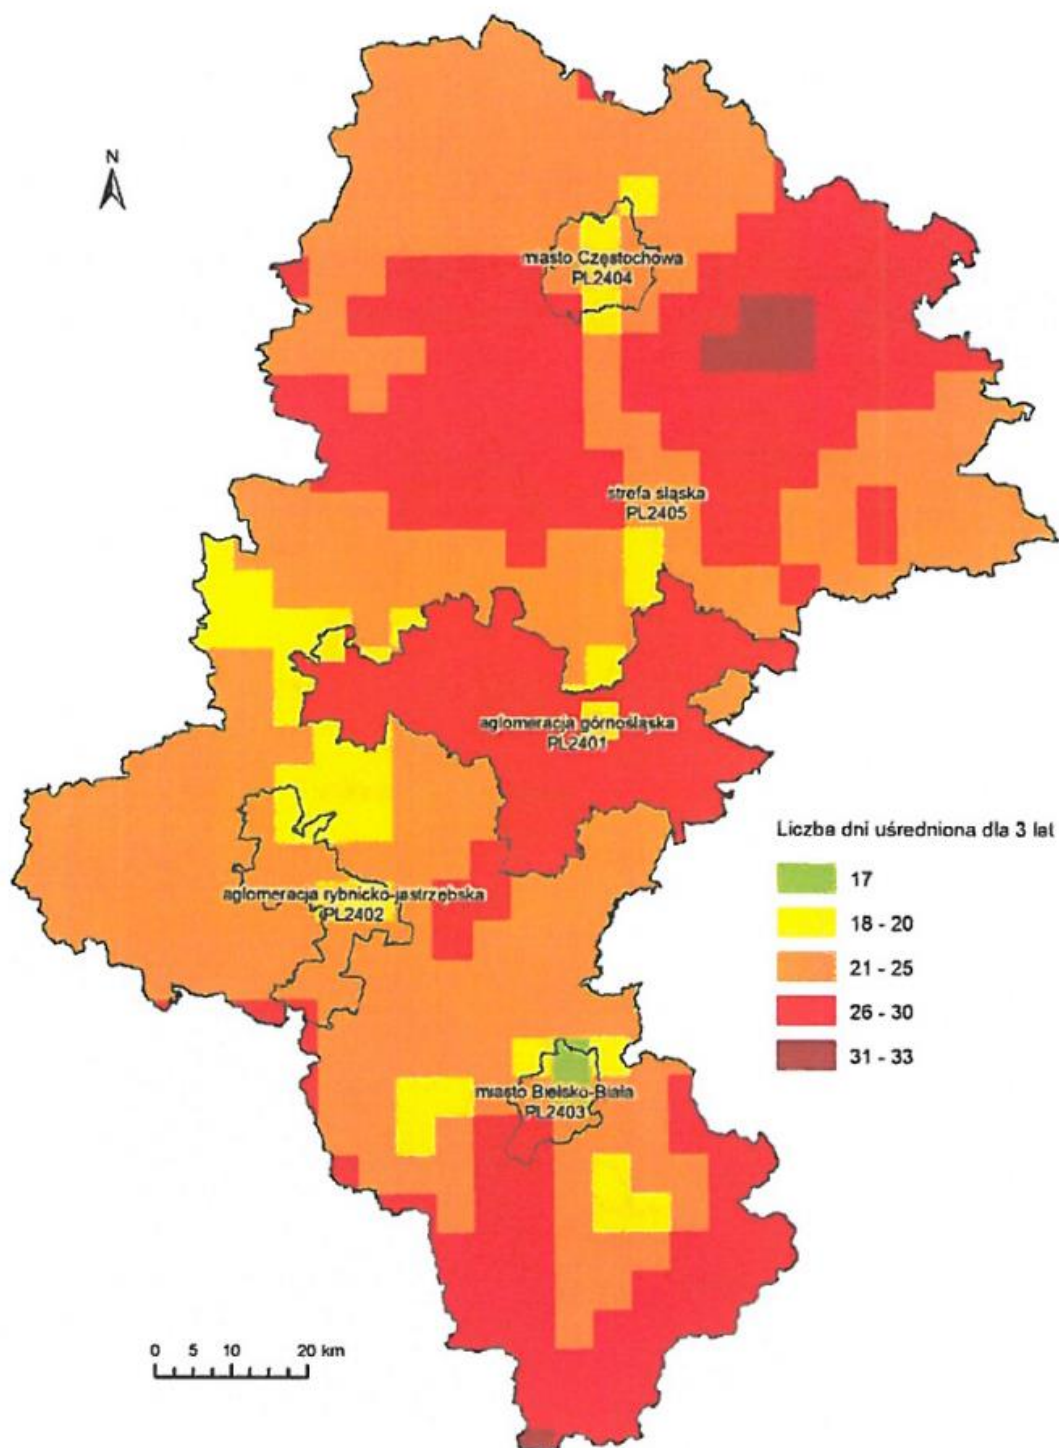 N
miasto Częstochowa
PL2404
strefa śląska
PL2405
aglomeracja górnośląska
PL2401
aglomeracja rybnicko-jastrzębska
PL2402
miasto Bielsko-Biała
PL2403
Liczba dni uśredniona dla 3 lat
17
18 - 20
21 - 25
26 - 30
31 - 33
0 5 10 20 km